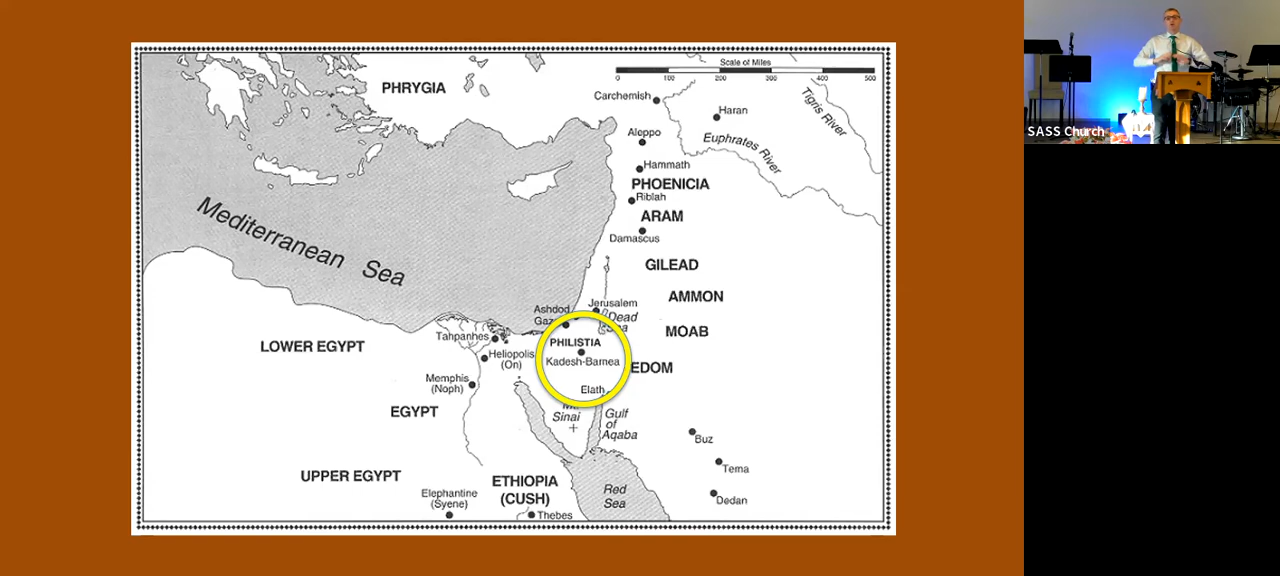 Scale of Miles
0 100 200 300 400 500
PHRYGIA
Carchemish
Haran
Tigris River
Aleppo
Euphrates River
Hammath
PHOENICIA
Riblah
ARAM
Damascus
Mediterranean Sea
GILEAD
AMMON
Jerusalem
Ashdod
Dead
Sea
Gaz
MOAB
Tahpanhes
PHILISTIA
LOWER EGYPT
Heliopolis
(On)
Kadesh-Barnea
EDOM
Memphis
(Noph)
Elath
EGYPT
Sinai
Gulf
of
Aqaba
Buz
Tema
UPPER EGYPT
ETHIOPIA
(CUSH)
Elephantine
(Syene)
Red
Sea
Dedan
Thebes
SASS Church